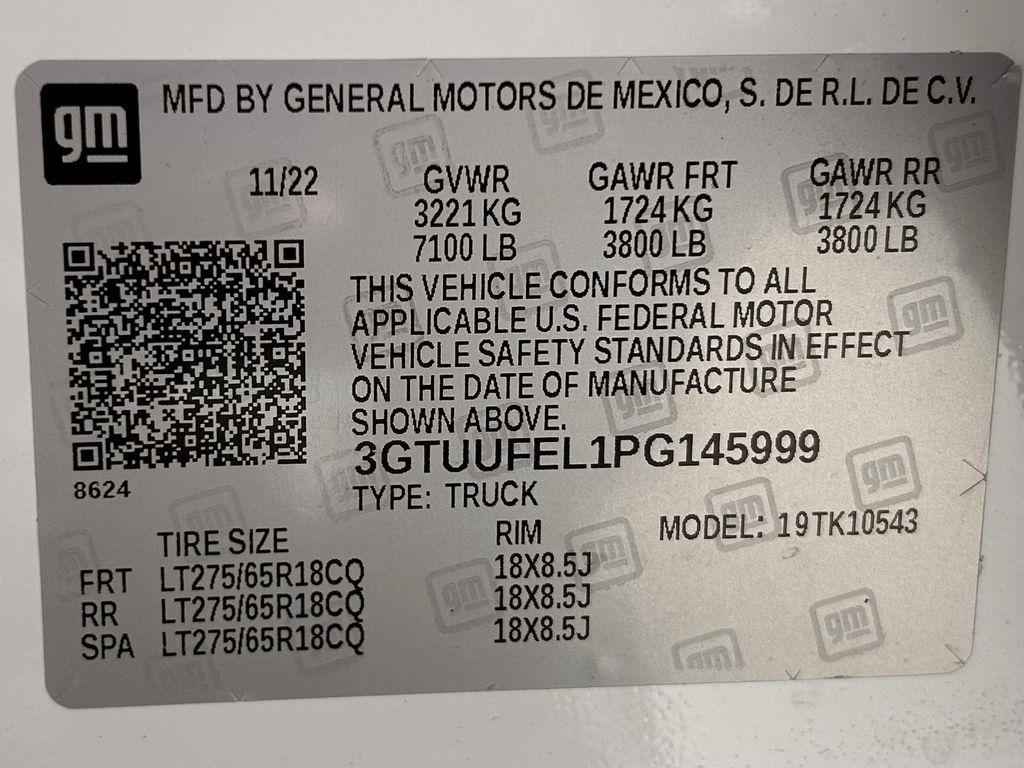 gm
MFD BY GENERAL MOTORS DE MEXICO, S. DE R.L. DE C.V.
11/22 GVWR GAWR FRT GAWR RR
3221 KG 1724 KG 1724 KG
7100 LB 3800 LB 3800 LB
THIS VEHICLE CONFORMS TO ALL
APPLICABLE U.S. FEDERAL MOTOR
VEHICLE SAFETY STANDARDS IN EFFECT
ON THE DATE OF MANUFACTURE
SHOWN ABOVE.
3GTUUFEL1PG145999
8624
TYPE: TRUCK
MODEL: 19TK10543
TIRE SIZE RIM
FRT LT275/65R18CQ 18X8.5J
RR LT275/65R18CQ 18X8.5J
SPA LT275/65R18CQ 18X8.5J